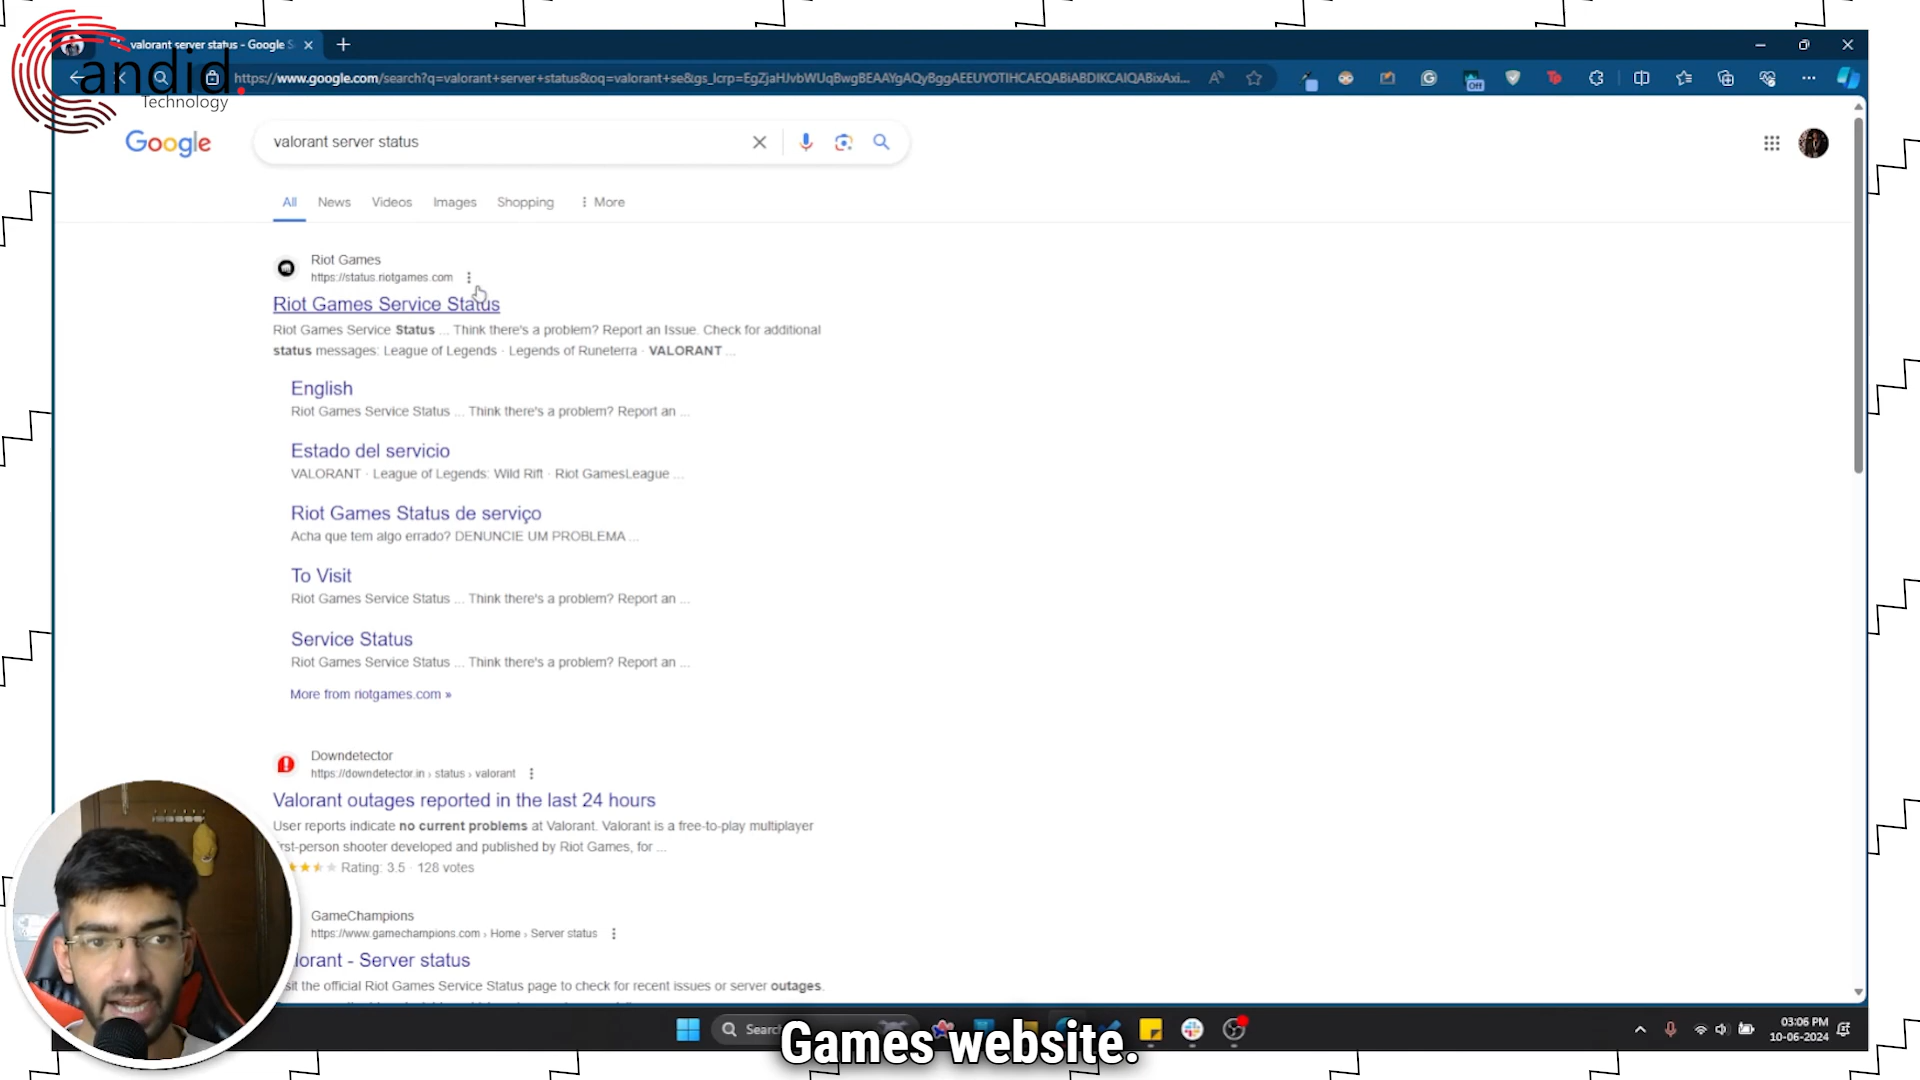 andid.
Technology
valorant server status - Google S
https://www.google.com/search?q=valorant+server+status&oq=valorant+se&gs_lcrp=EgZjaHJvbWUqBwgBEAAYgAQyBggAEEUYOTIHCAEQABiABDIKCAIQABixAxi...
Google
valorant server status
All
News
Videos
Images
Shopping
More
Riot Games
https://status.riotgames.com
Riot Games Service Status
Riot Games Service Status ... Think there's a problem? Report an Issue. Check for additional
status messages: League of Legends · Legends of Runeterra · VALORANT ...
English
Riot Games Service Status ... Think there's a problem? Report an ...
Estado del servicio
VALORANT · League of Legends: Wild Rift · Riot GamesLeague ...
Riot Games Status de serviço
Acha que tem algo errado? DENUNCIE UM PROBLEMA ...
To Visit
Riot Games Service Status ... Think there's a problem? Report an ...
Service Status
Riot Games Service Status ... Think there's a problem? Report an ...
More from riotgames.com »
Downdetector
https://downdetector.in › status › valorant
Valorant outages reported in the last 24 hours
User reports indicate no current problems at Valorant. Valorant is a free-to-play multiplayer
first-person shooter developed and published by Riot Games, for ...
Rating: 3.5 · 128 votes
GameChampions
https://www.gamechampions.com › Home › Server status
lorant - Server status
sit the official Riot Games Service Status page to check for recent issues or server outages.
Off
Searc
Games website.
03:06 PM
10-06-2024